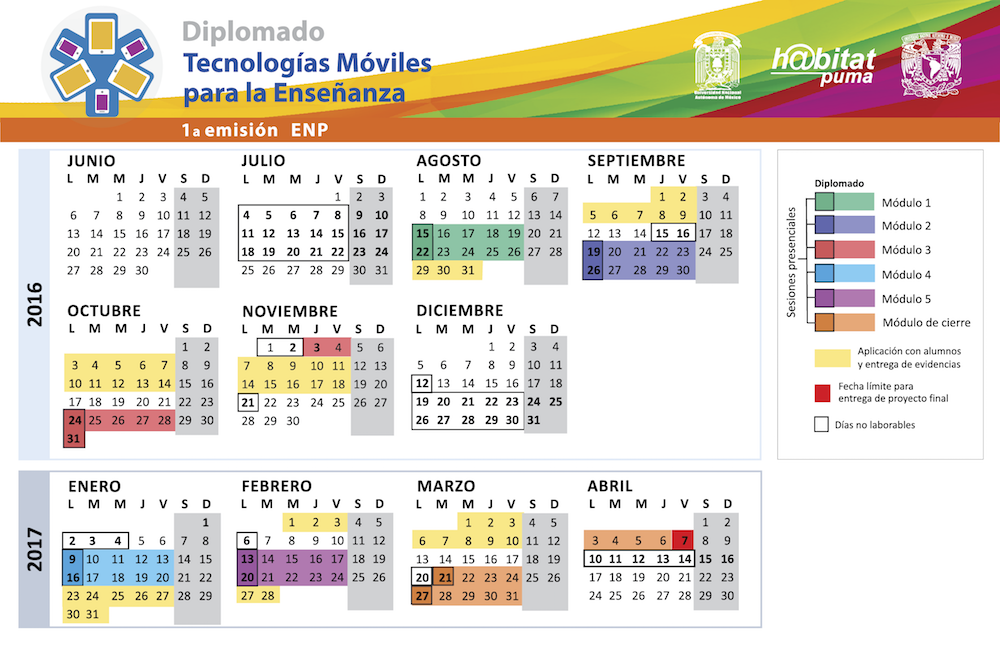 Diplomado
Tecnologías Móviles
para la Enseñanza
Universidad Nacional
Autónoma de México
h@bitat
puma
1a emisión ENP
2016
JUNIO
L M M J V S D
1 2 3 4 5
6 7 8 9 10 11 12
13 14 15 16 17 18 19
20 21 22 23 24 25 26
27 28 29 30
JULIO
L M M J V S D
1 2 3
4 5 6 7 8 9 10
11 12 13 14 15 16 17
18 19 20 21 22 23 24
25 26 27 28 29 30 31
AGOSTO
L M M J V S D
1 2 3 4 5 6 7
8 9 10 11 12 13 14
15 16 17 18 19 20 21
22 23 24 25 26 27 28
29 30 31
SEPTIEMBRE
L M M J V S D
1 2 3 4
5 6 7 8 9 10 11
12 13 14 15 16 17 18
19 20 21 22 23 24 25
26 27 28 29 30
OCTUBRE
L M M J V S D
1 2
3 4 5 6 7 8 9
10 11 12 13 14 15 16
17 18 19 20 21 22 23
24 25 26 27 28 29 30
31
NOVIEMBRE
L M M J V S D
1 2 3 4 5 6
7 8 9 10 11 12 13
14 15 16 17 18 19 20
21 22 23 24 25 26 27
28 29 30
DICIEMBRE
L M M J V S D
1 2 3 4
5 6 7 8 9 10 11
12 13 14 15 16 17 18
19 20 21 22 23 24 25
26 27 28 29 30 31
2017
ENERO
L M M J V S D
1
2 3 4 5 6 7 8
9 10 11 12 13 14 15
16 17 18 19 20 21 22
23 24 25 26 27 28 29
30 31
FEBRERO
L M M J V S D
1 2 3 4 5
6 7 8 9 10 11 12
13 14 15 16 17 18 19
20 21 22 23 24 25 26
27 28
MARZO
L M M J V S D
1 2 3 4 5
6 7 8 9 10 11 12
13 14 15 16 17 18 19
20 21 22 23 24 25 26
27 28 29 30 31
ABRIL
L M M J V S D
1 2
3 4 5 6 7 8 9
10 11 12 13 14 15 16
17 18 19 20 21 22 23
24 25 26 27 28 29 30
Diplomado
Sesiones presenciales
Módulo 1
Módulo 2
Módulo 3
Módulo 4
Módulo 5
Módulo de cierre
Aplicación con alumnos
y entrega de evidencias
Fecha límite para
entrega de proyecto final
Días no laborables